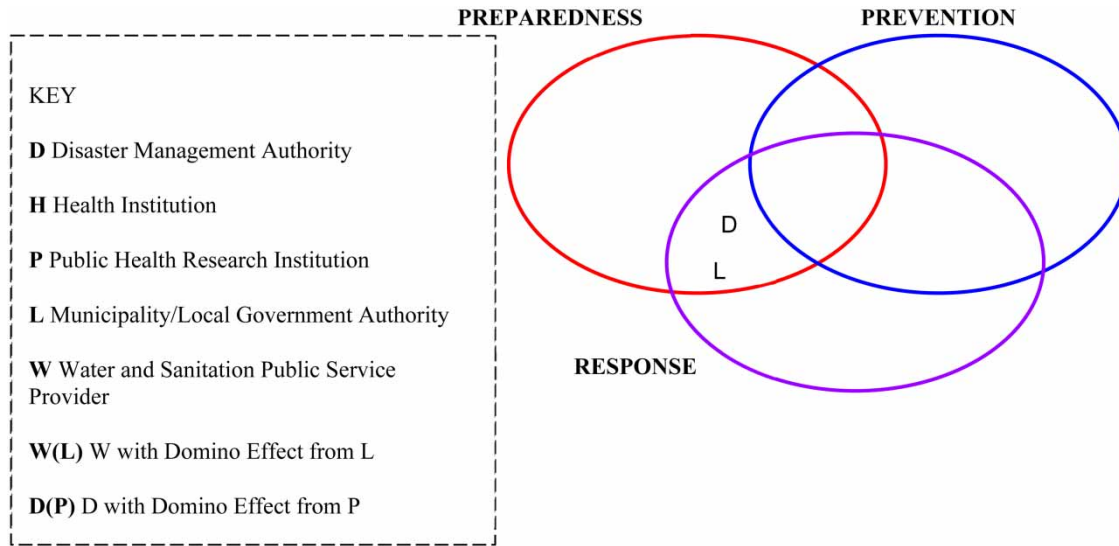 PREPAREDNESS
PREVENTION
KEY
D Disaster Management Authority
H Health Institution
P Public Health Research Institution
L Municipality/Local Government Authority
W Water and Sanitation Public Service
Provider
W(L) W with Domino Effect from L
D(P) D with Domino Effect from P
D
L
RESPONSE